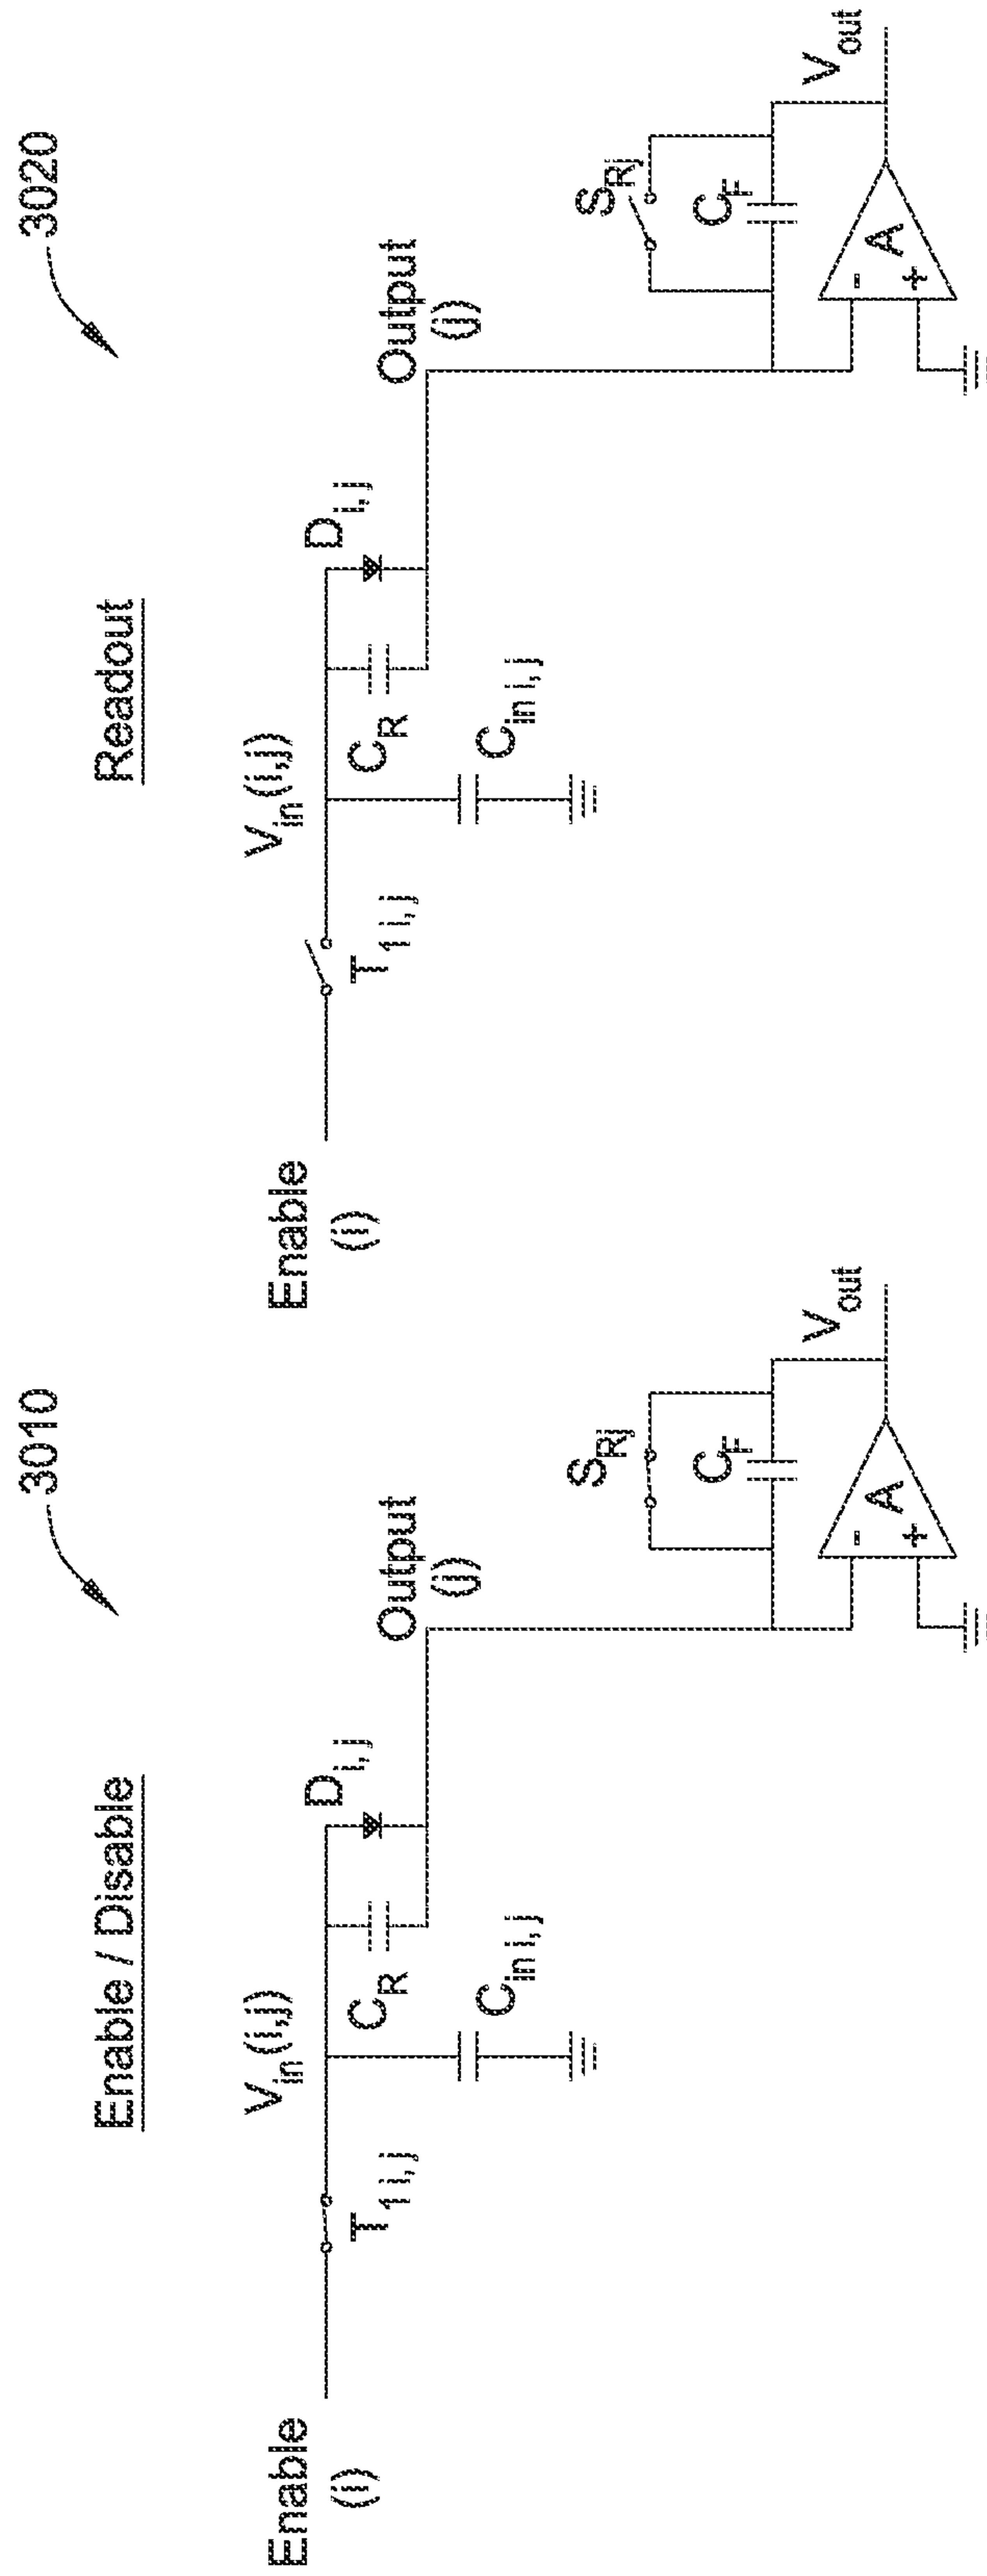 3010
Enable / Disable
Enable
(i)
T1 i,j
Vin(i,j)
CR
Cin i,j
Di,j
Output
(j)
SRj
CF
-
A
+
Vout
3020
Readout
Enable
(i)
T1 i,j
Vin(i,j)
CR
Cin i,j
Di,j
Output
(j)
SRj
CF
-
A
+
Vout